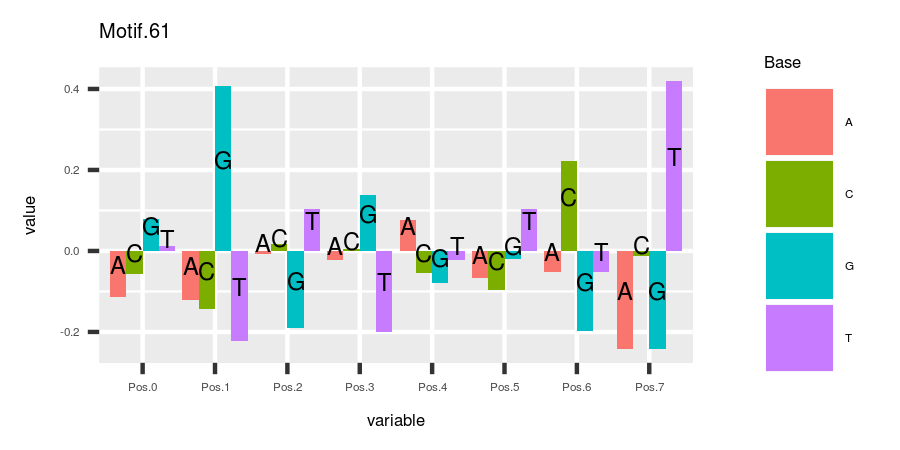 Motif.61
value
0.4
0.2
0.0
-0.2
A C G T
A C G T
A C G T
A C G T
A C G T
A C G T
A C G T
A C G T
Pos.0 Pos.1 Pos.2 Pos.3 Pos.4 Pos.5 Pos.6 Pos.7
variable
Base
A
C
G
T